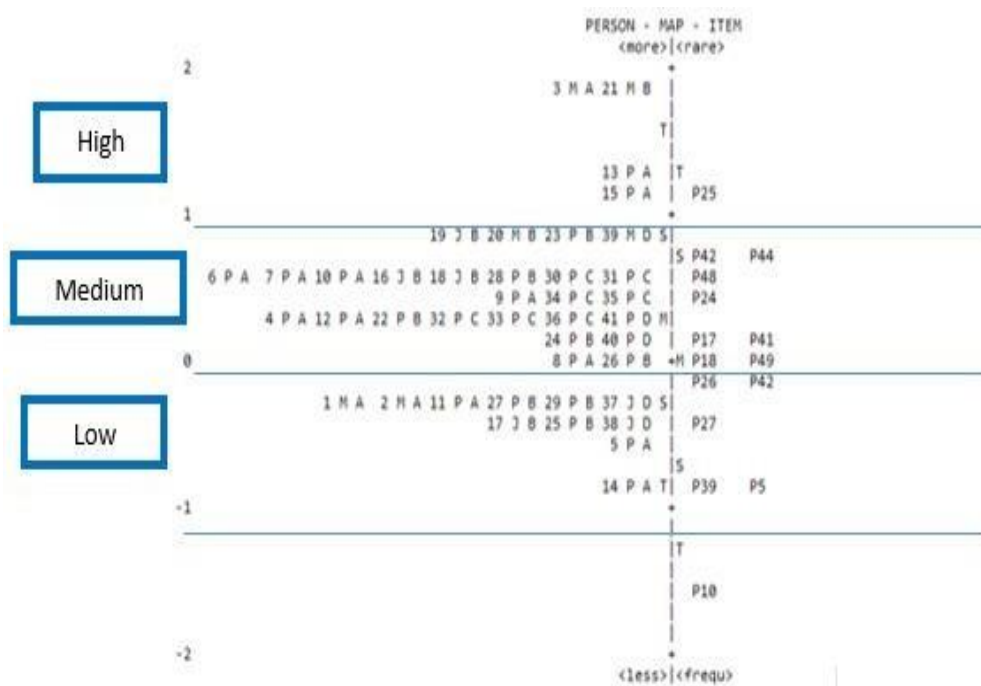 PERSON - MAP - ITEM
<more>|<rare>
2
3 M A 21 M B
High
T
13 P A T
15 P A P25
1
19 J B 20 M B 23 P B 39 M D S
S P42 P44
Medium
6 P A 7 P A 10 P A 16 J B 18 J B 28 P B 30 P C 31 P C P48
9 P A 34 P C 35 P C P24
4 P A 12 P A 22 P B 32 P C 33 P C 36 P C 41 P D M
24 P B 40 P D P17 P41
0 8 P A 26 P B M P18 P49
P26 P42
1 M A 2 M A 11 P A 27 P B 29 P B 37 J D S
Low
17 J B 25 P B 38 J D P27
5 P A
S
14 P A T P39 P5
-1
T
P10
-2
<less>|<frequ>